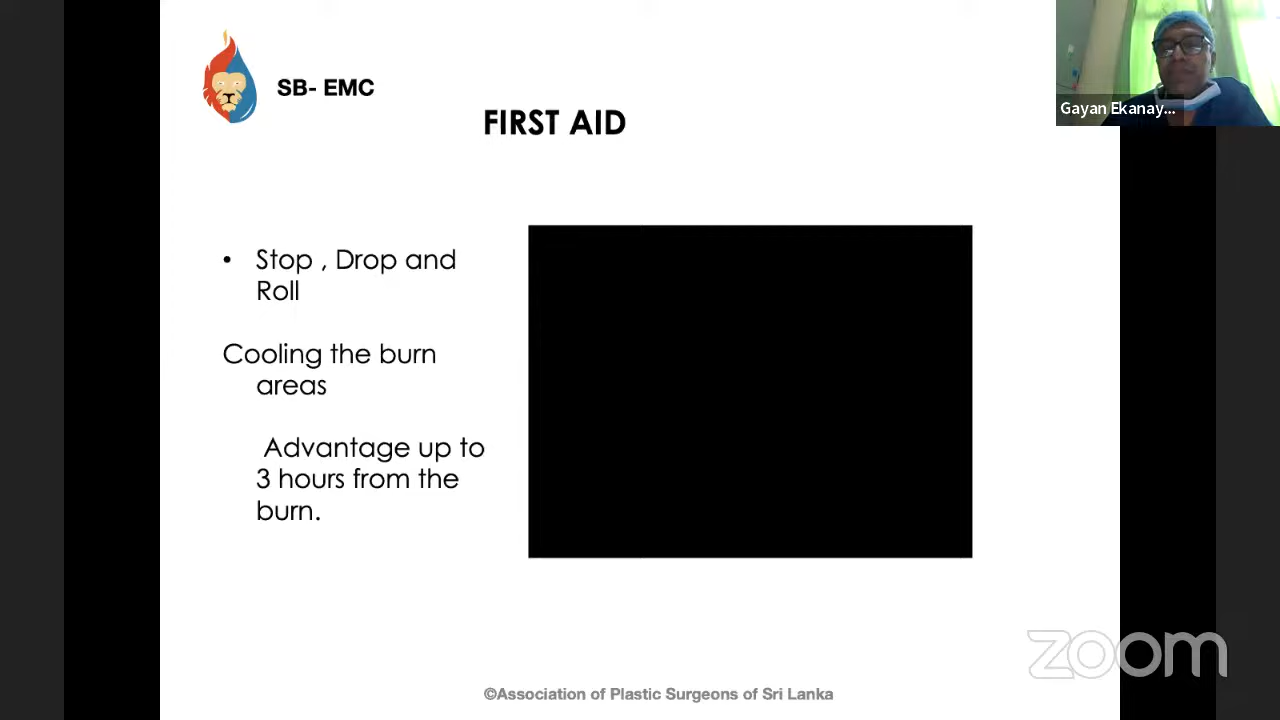 SB- EMC
FIRST AID
Gayan Ekanay...
• Stop , Drop and
Roll
Cooling the burn
areas
Advantage up to
3 hours from the
burn.
zoom
©Association of Plastic Surgeons of Sri Lanka